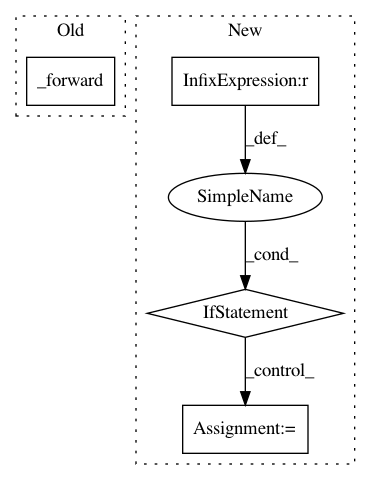 Old
New
_forward
InfixExpression:r
_def_
SimpleName
_cond_
IfStatement
_control_
Assignment:=